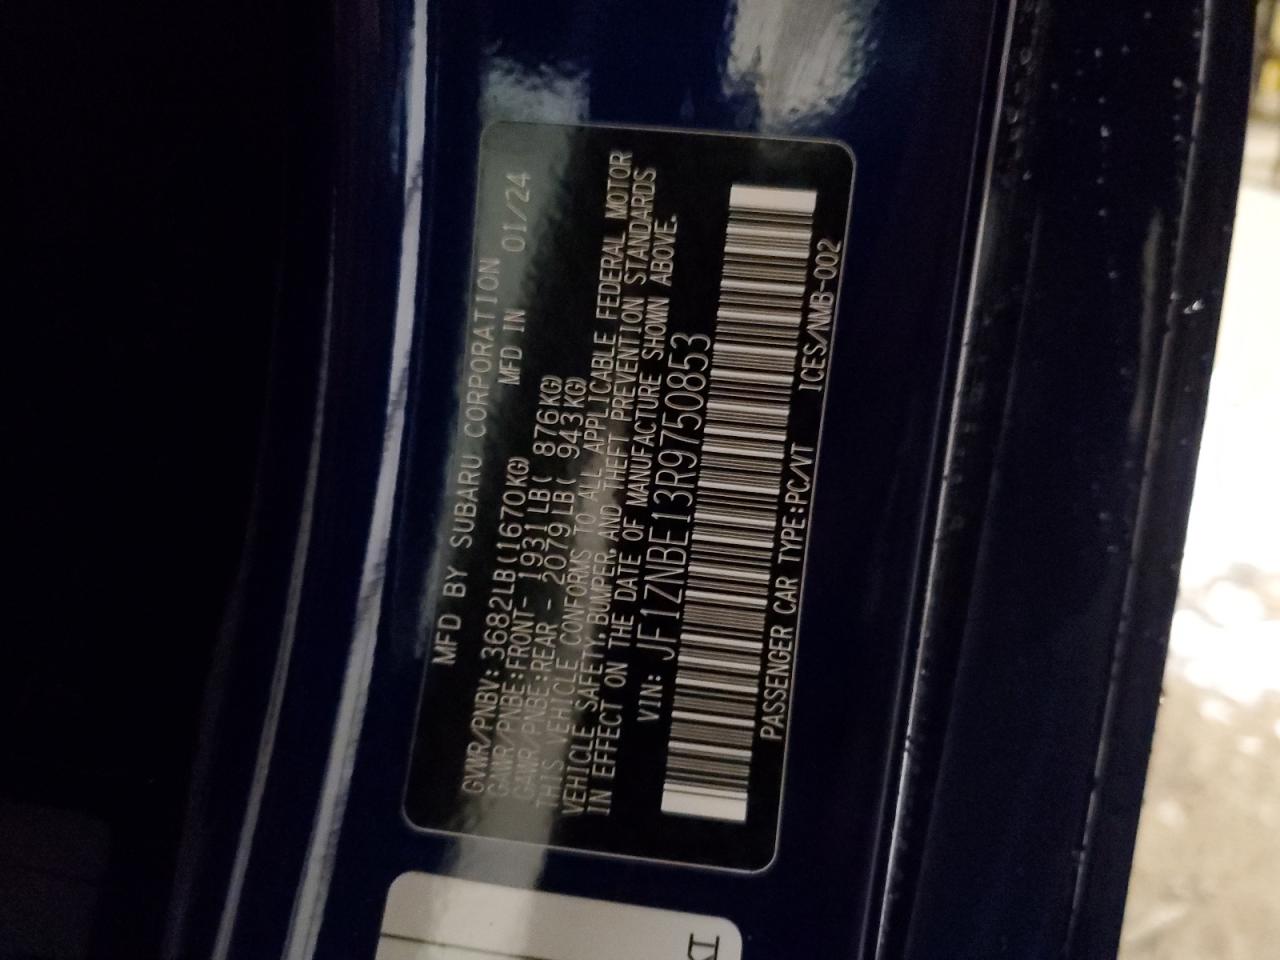 MFD BY SUBARU CORPORATION
GVWR/PNBV: 3682LB(1670KG) MFD IN 01/24
GAWR/PNBE:FRONT- 1931LB( 876KG)
GAWR/PNBE:REAR - 2079LB( 943KG)
THIS VEHICLE CONFORMS TO ALL APPLICABLE FEDERAL MOTOR
VEHICLE SAFETY, BUMPER, AND THEFT PREVENTION STANDARDS
IN EFFECT ON THE DATE OF MANUFACTURE SHOWN ABOVE.
VIN: JF1ZNBE13R9750853
PASSENGER CAR TYPE:PC/VT ICES/NMB-002
KI